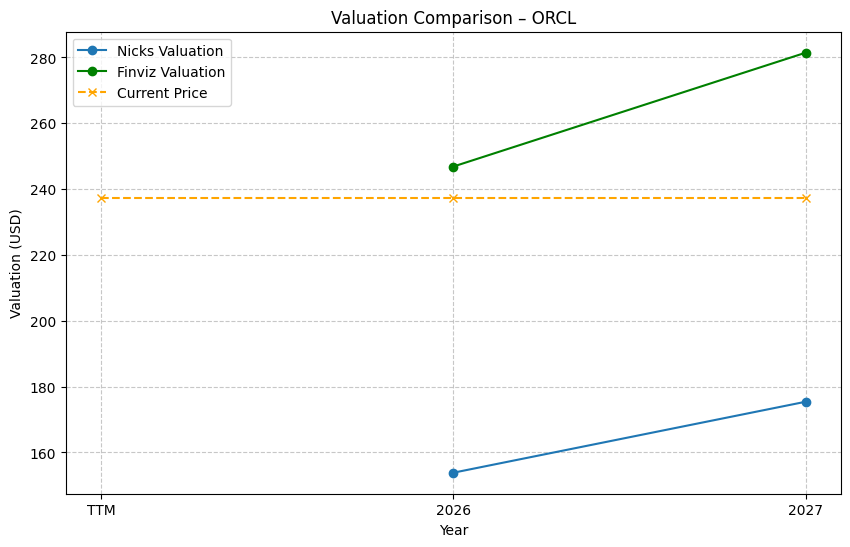 Valuation Comparison – ORCL
Nicks Valuation
Finviz Valuation
Current Price
Valuation (USD)
280
260
240
220
200
180
160
TTM
2026
2027
Year